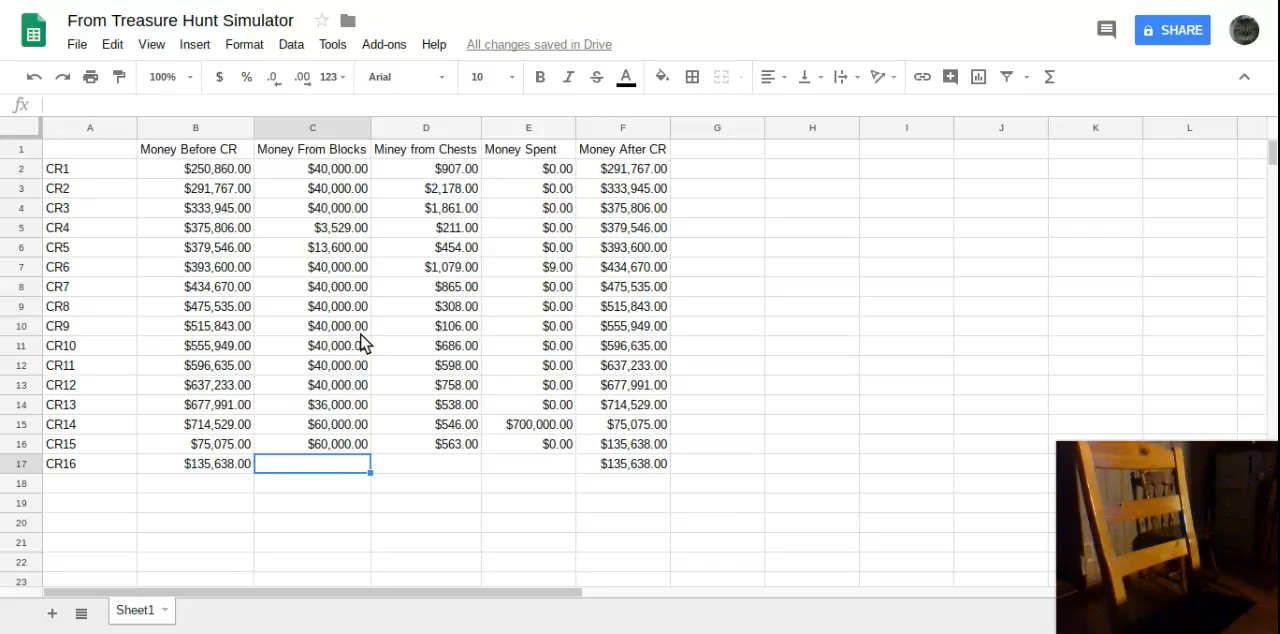 From Treasure Hunt Simulator
File Edit View Insert Format Data Tools Add-ons Help All changes saved in Drive
SHARE
100% $ % .0 .00 123 Arial 10 B I S A Σ
fx
A B C D E F G H I J K L
1 Money Before CR Money From Blocks Miney from Chests Money Spent Money After CR
2 CR1 $250,860.00 $40,000.00 $907.00 $0.00 $291,767.00
3 CR2 $291,767.00 $40,000.00 $2,178.00 $0.00 $333,945.00
4 CR3 $333,945.00 $40,000.00 $1,861.00 $0.00 $375,806.00
5 CR4 $375,806.00 $3,529.00 $211.00 $0.00 $379,546.00
6 CR5 $379,546.00 $13,600.00 $454.00 $0.00 $393,600.00
7 CR6 $393,600.00 $40,000.00 $1,079.00 $9.00 $434,670.00
8 CR7 $434,670.00 $40,000.00 $865.00 $0.00 $475,535.00
9 CR8 $475,535.00 $40,000.00 $308.00 $0.00 $515,843.00
10 CR9 $515,843.00 $40,000.00 $106.00 $0.00 $555,949.00
11 CR10 $555,949.00 $40,000.00 $686.00 $0.00 $596,635.00
12 CR11 $596,635.00 $40,000.00 $598.00 $0.00 $637,233.00
13 CR12 $637,233.00 $40,000.00 $758.00 $0.00 $677,991.00
14 CR13 $677,991.00 $36,000.00 $538.00 $0.00 $714,529.00
15 CR14 $714,529.00 $60,000.00 $546.00 $700,000.00 $75,075.00
16 CR15 $75,075.00 $60,000.00 $563.00 $0.00 $135,638.00
17 CR16 $135,638.00 $135,638.00
18
19
20
21
22
23
Sheet1